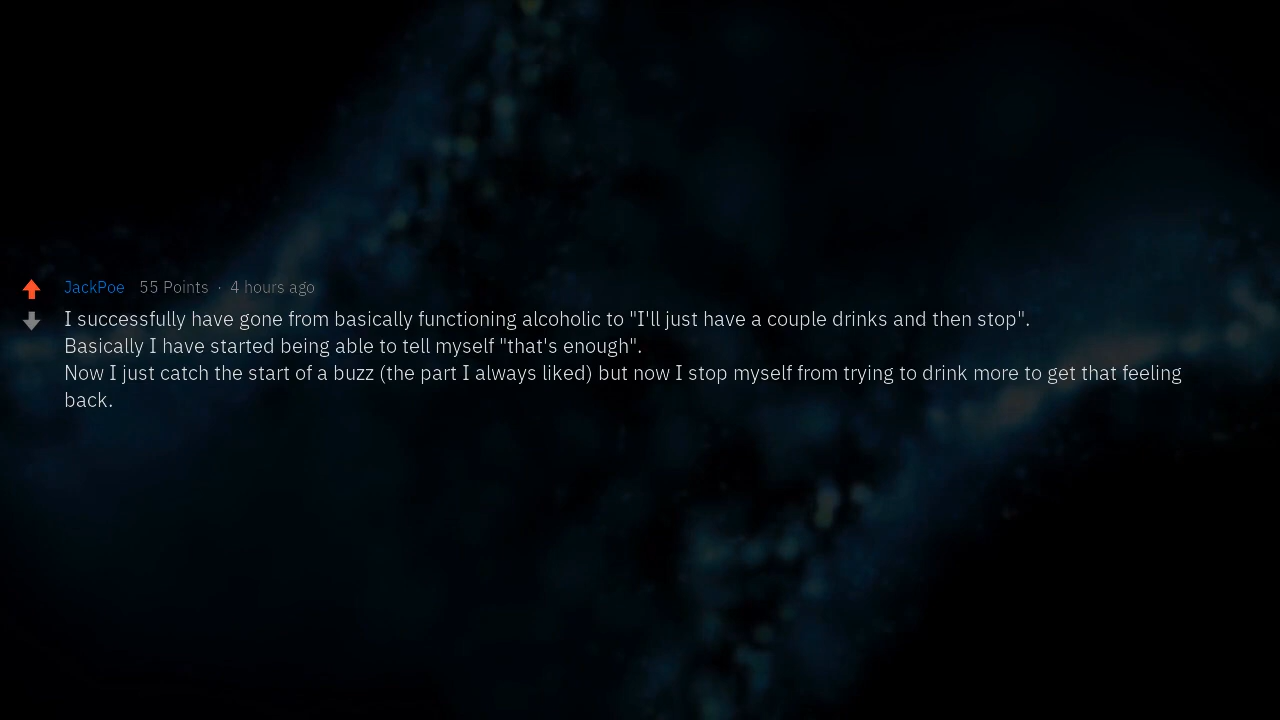 JackPoe 55 Points · 4 hours ago
I successfully have gone from basically functioning alcoholic to "I'll just have a couple drinks and then stop".
Basically I have started being able to tell myself "that's enough".
Now I just catch the start of a buzz (the part I always liked) but now I stop myself from trying to drink more to get that feeling
back.